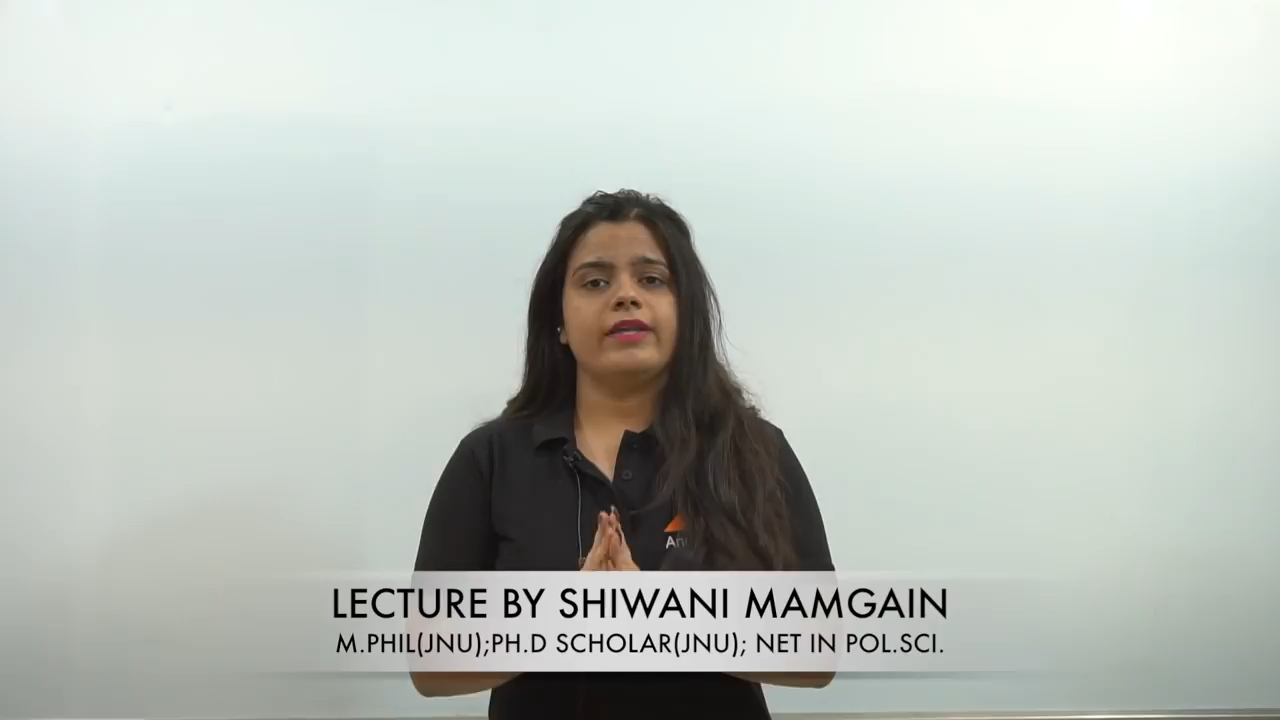 LECTURE BY SHIWANI MAMGAIN
M.PHIL(JNU);PH.D SCHOLAR(JNU); NET IN POL.SCI.